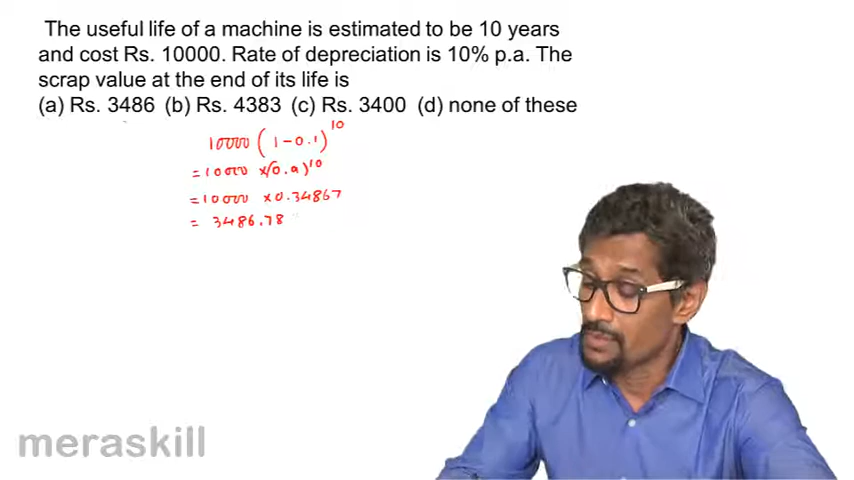 The useful life of a machine is estimated to be 10 years
and cost Rs. 10000. Rate of depreciation is 10% p.a. The
scrap value at the end of its life is
(a) Rs. 3486 (b) Rs. 4383 (c) Rs. 3400 (d) none of these
10000 (1-0.1)^10
= 10000 x(0.9)^10
= 10000 x 0.34867
= 3486.78
meraskill